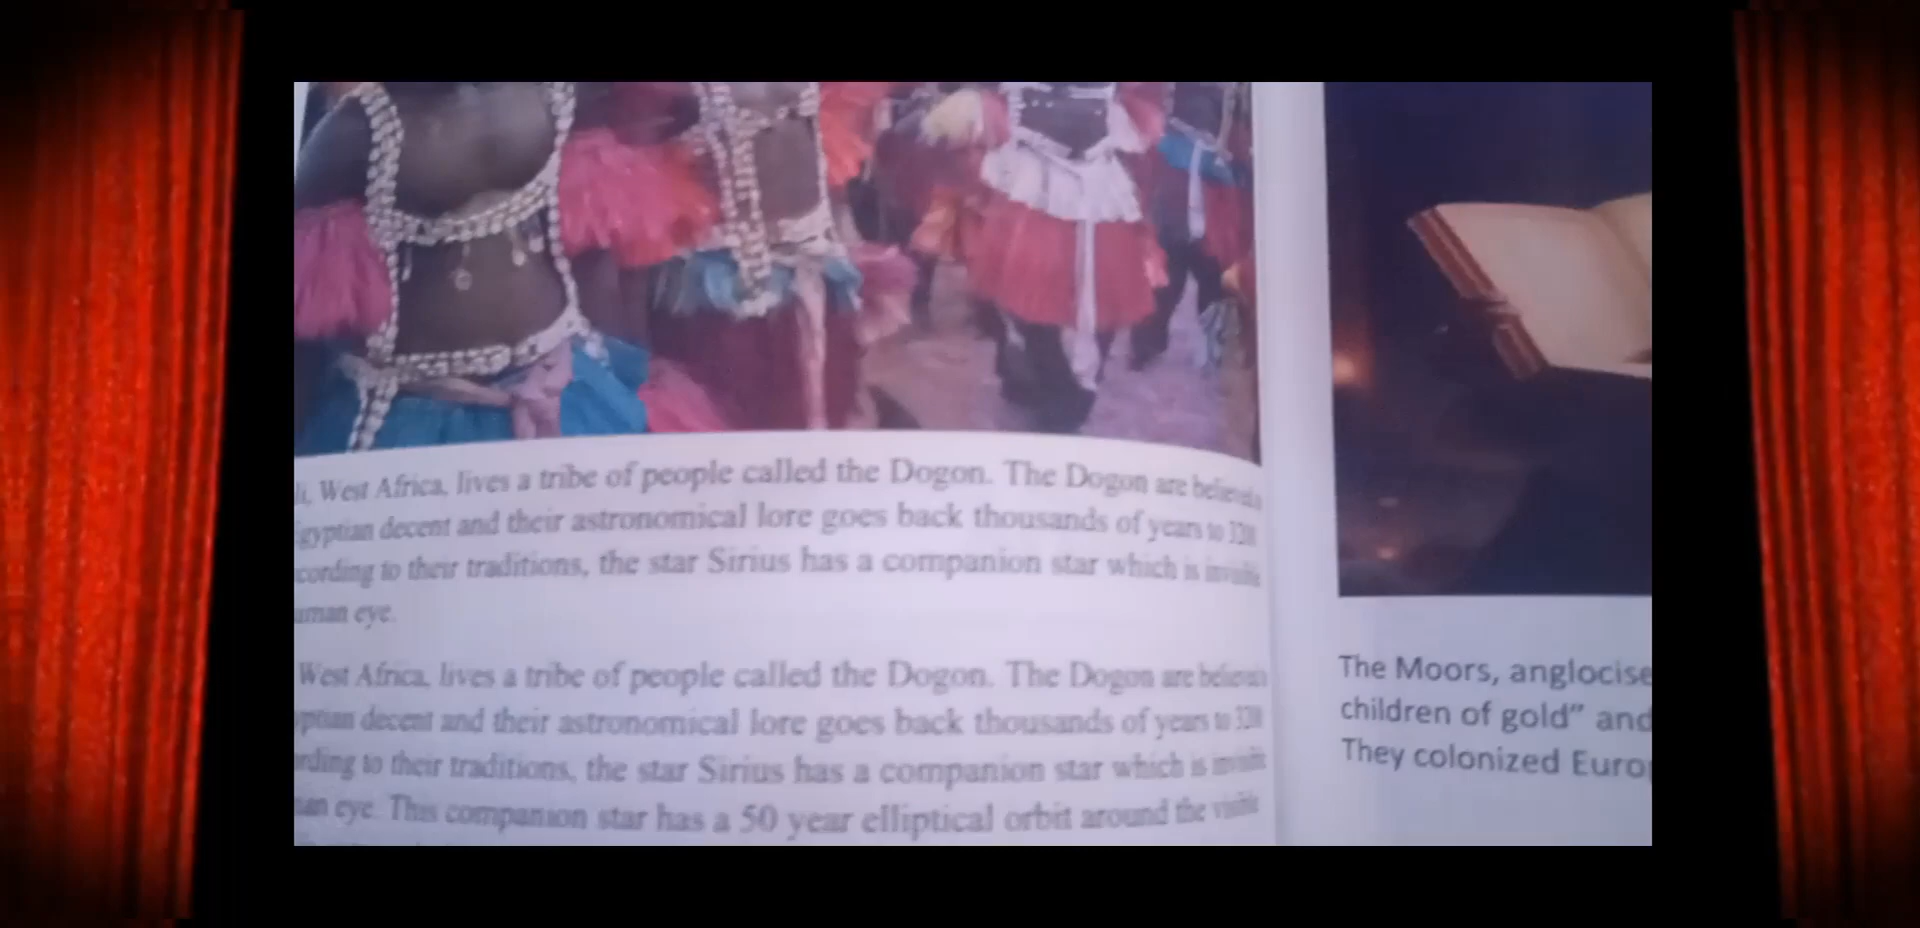 West Africa, lives a tribe of people called the Dogon. The Dogon are
decent and their astronomical lore goes back thousands of years to
to their traditions, the star Sirius has a companion star which is
eye.
West Africa, lives a tribe of people called the Dogon. The Dogon are
decent and their astronomical lore goes back thousands of years to
to their traditions, the star Sirius has a companion star which is
eye. This companion star has a 50 year elliptical orbit around the visible
The Moors, anglocise
children of gold” and
They colonized Euro